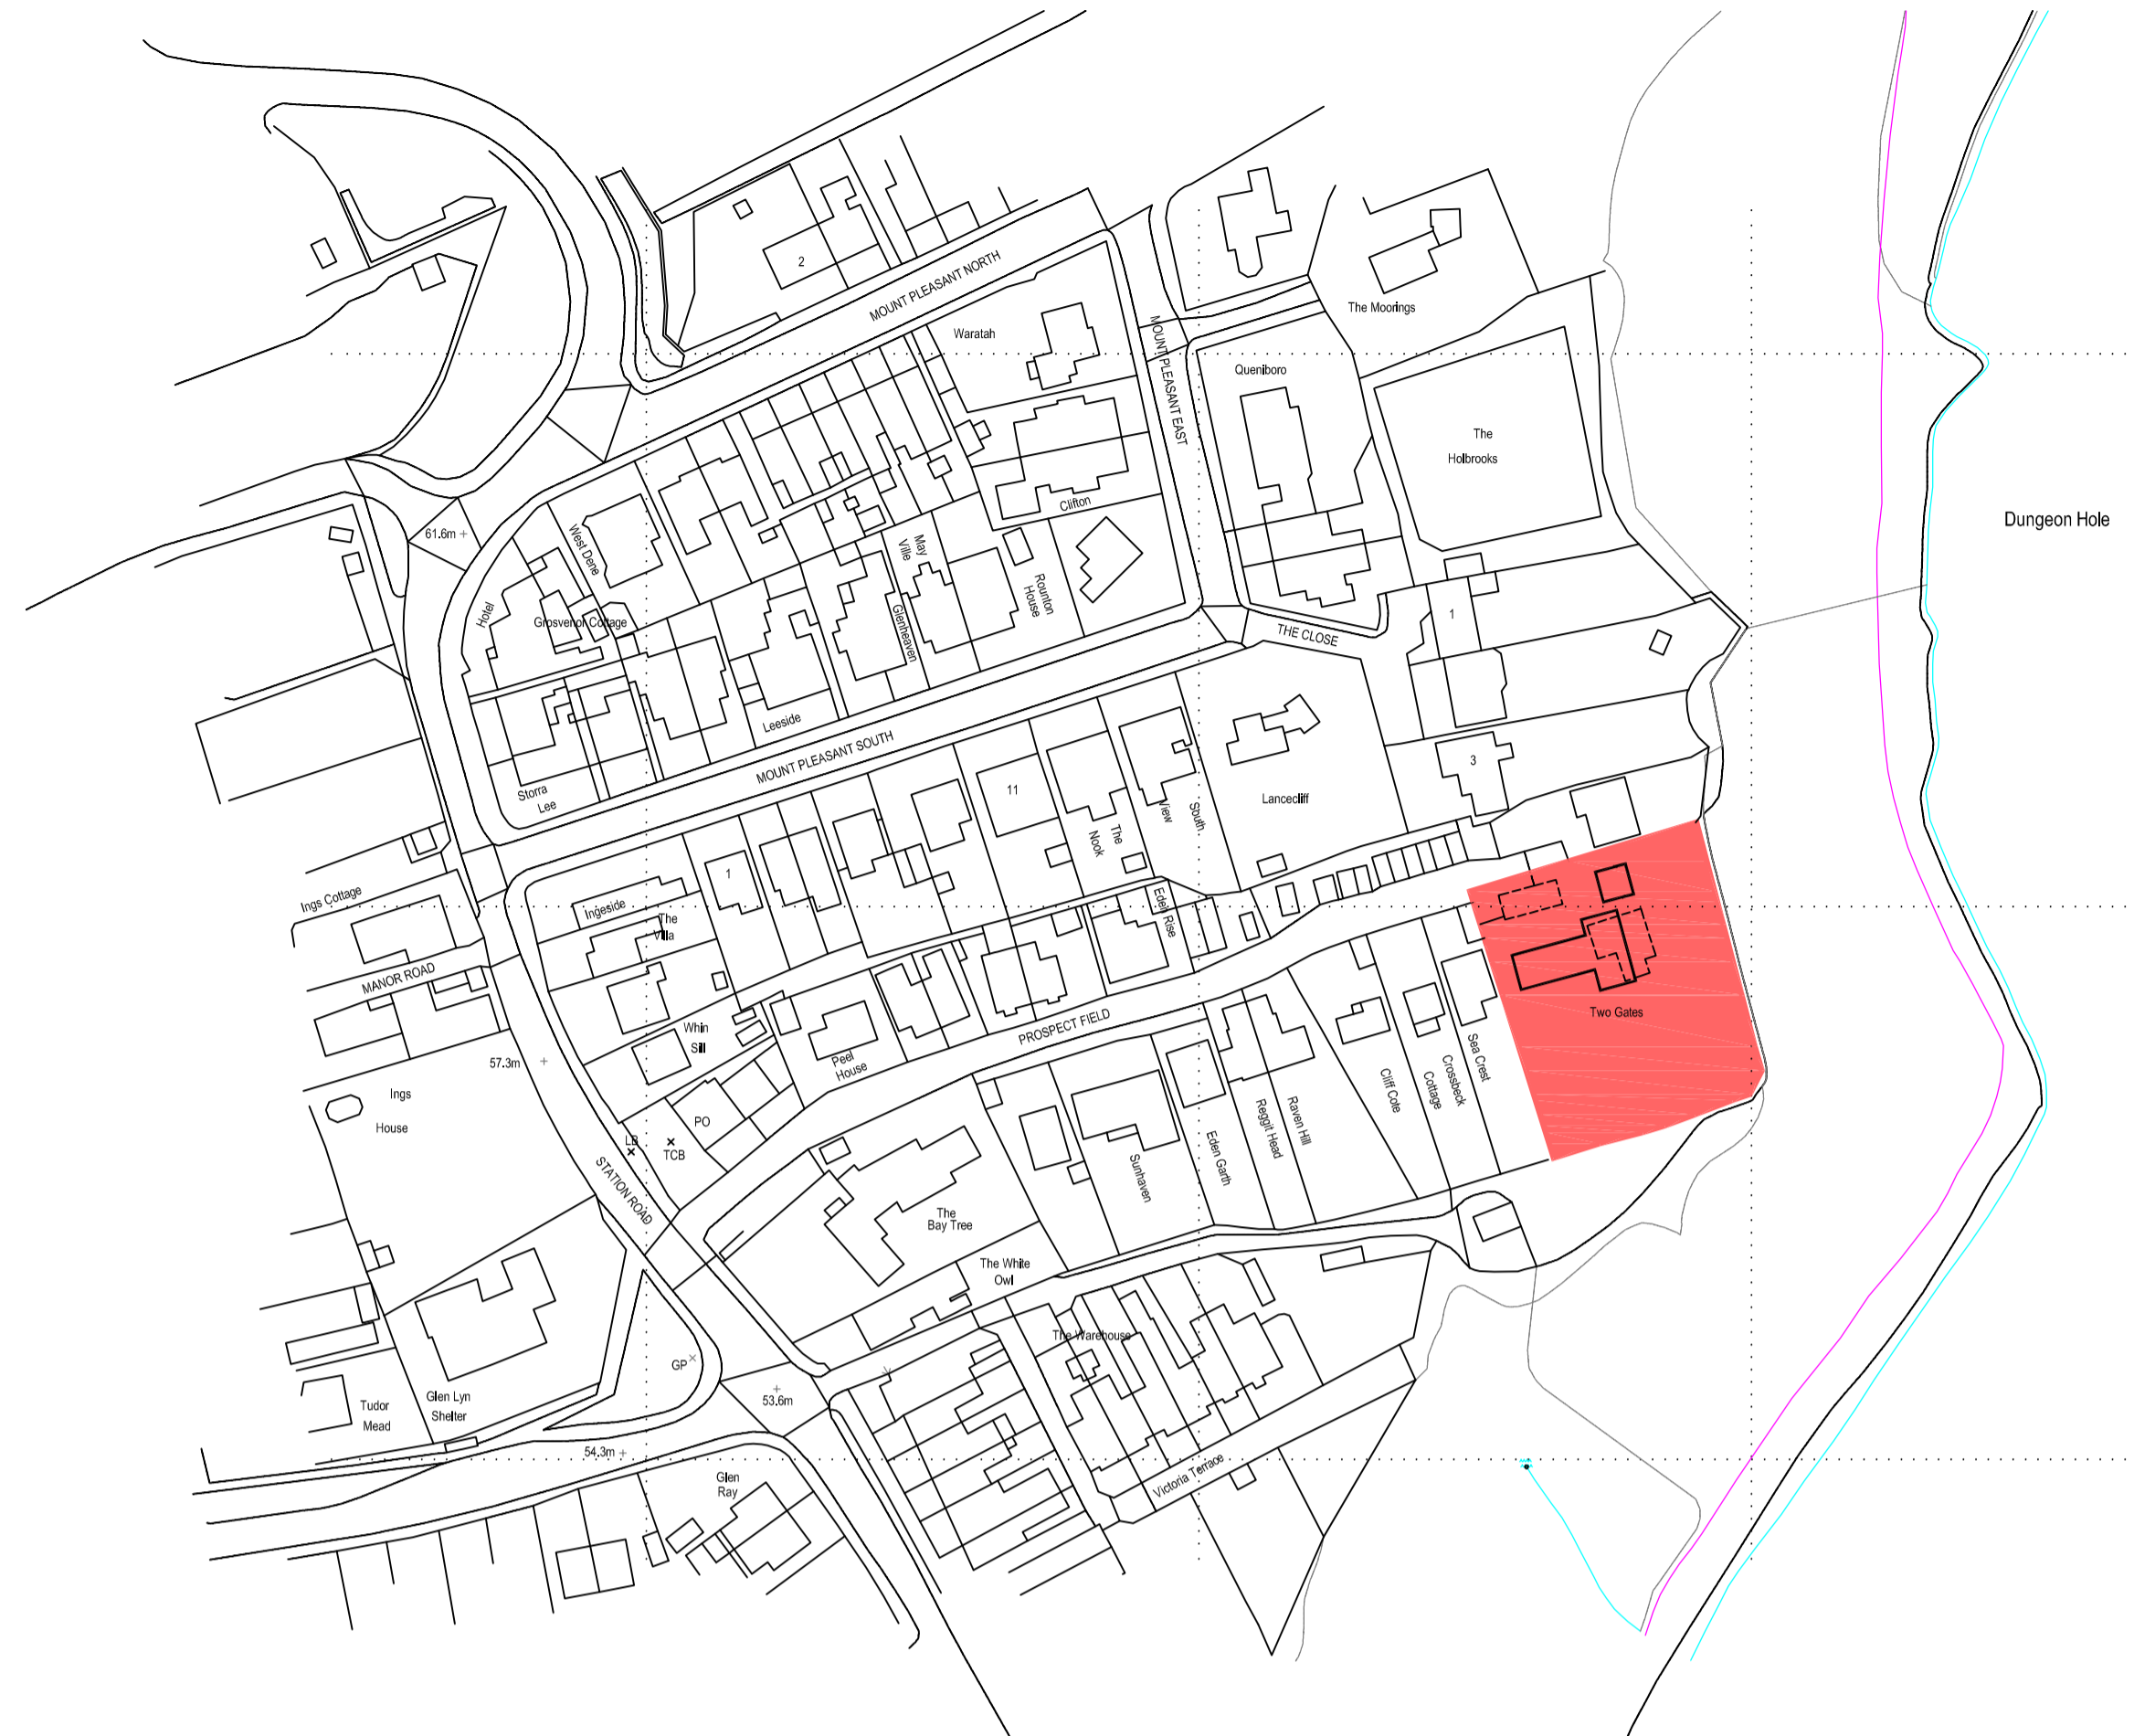 2
MOUNT PLEASANT NORTH
The Moorings
Waratah
MOUNT PLEASANT EAST
Queniboro
The
Holbrooks
Clifton
Dungeon Hole
61.6m
West Dene
May
Ville
Rounton
House
Hotel
Grosvenor Cottage
Glenheaven
THE CLOSE
1
Leeside
MOUNT PLEASANT SOUTH
3
Storra
Lee
11
Lancecliff
South
View
The
Nook
1
Ings Cottage
Ingeside
The
Villa
Eden Rise
MANOR ROAD
Two Gates
PROSPECT FIELD
Whin
Sill
Sea Crest
57.3m
Peel
House
Crossbeck
Cottage
Cliff Cote
Ings
House
PO
Raven Hill
Reggit Head
LB
TCB
Eden Garth
Sunhaven
STATION ROAD
The
Bay Tree
The White
Owl
The Warehouse
GP
53.6m
Tudor
Mead
Glen Lyn
Shelter
54.3m
Glen
Ray
Victoria Terrace